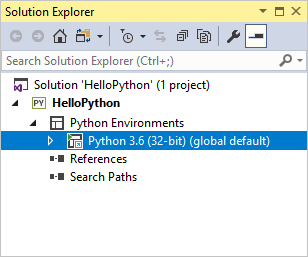 Solution Explorer
Search Solution Explorer (Ctrl+;)
Solution 'HelloPython' (1 project)
PY HelloPython
Python Environments
Python 3.6 (32-bit) (global default)
References
Search Paths